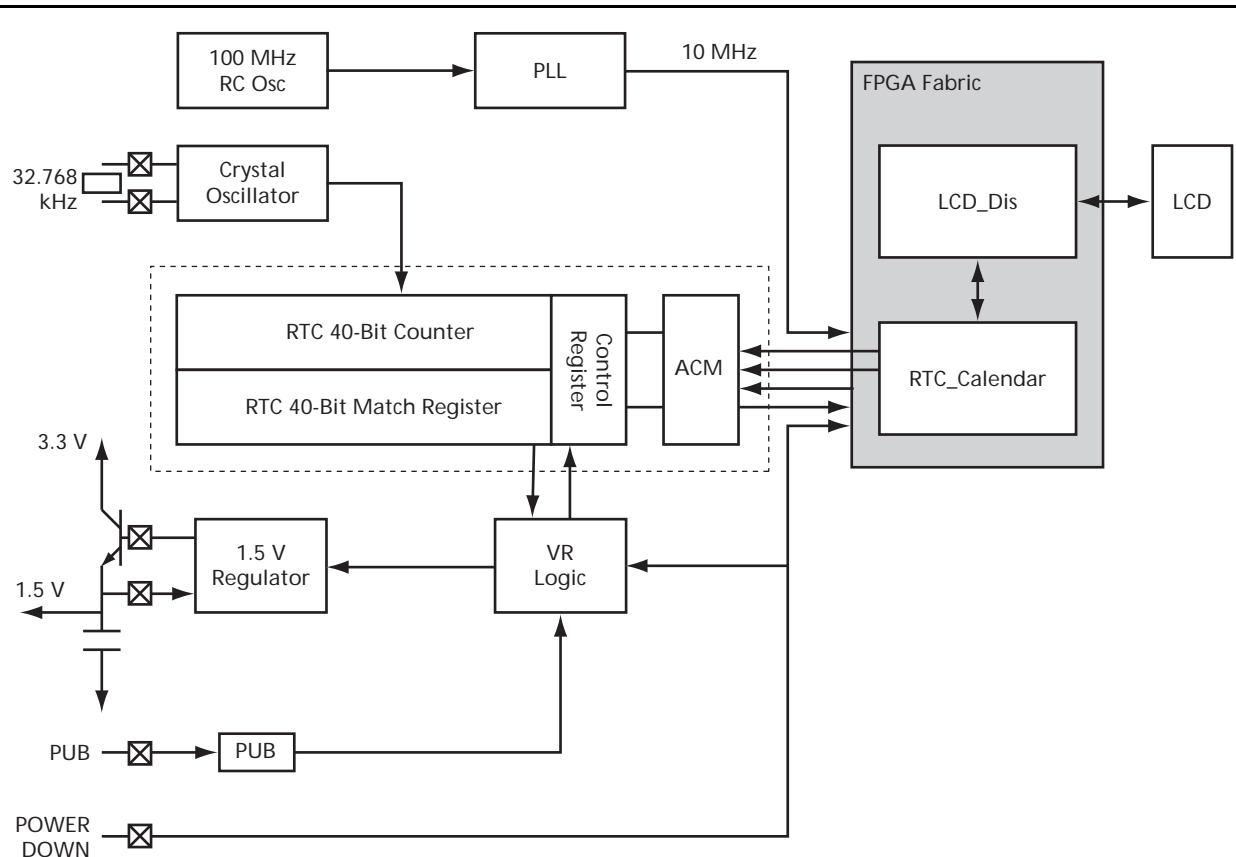 100 MHz
RC Osc
PLL
10 MHz
FPGA Fabric
32.768
kHz
Crystal
Oscillator
LCD_Dis
LCD
RTC 40-Bit Counter
Control
Register
ACM
RTC_Calendar
RTC 40-Bit Match Register
3.3 V
1.5 V
Regulator
VR
Logic
1.5 V
PUB
PUB
POWER
DOWN